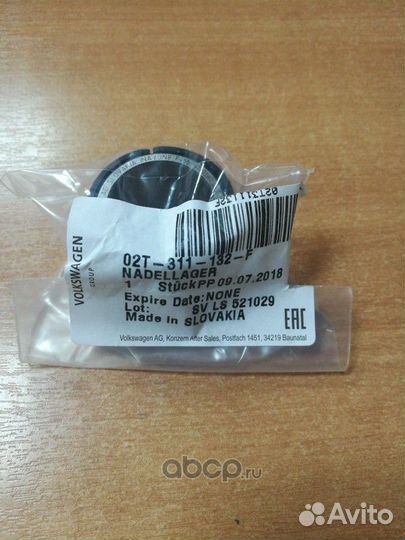 VOLKSWAGEN
GROUP
02T-311-132-F
NADELLAGER
1 Stück PP 09.07.2018
Expire Date: NONE
Lot: SV LS 521029
Made in SLOVAKIA
Volkswagen AG, Konzern After Sales, Postfach 1451, 34219 Baunatal
EAC
abcp.ru
Avito